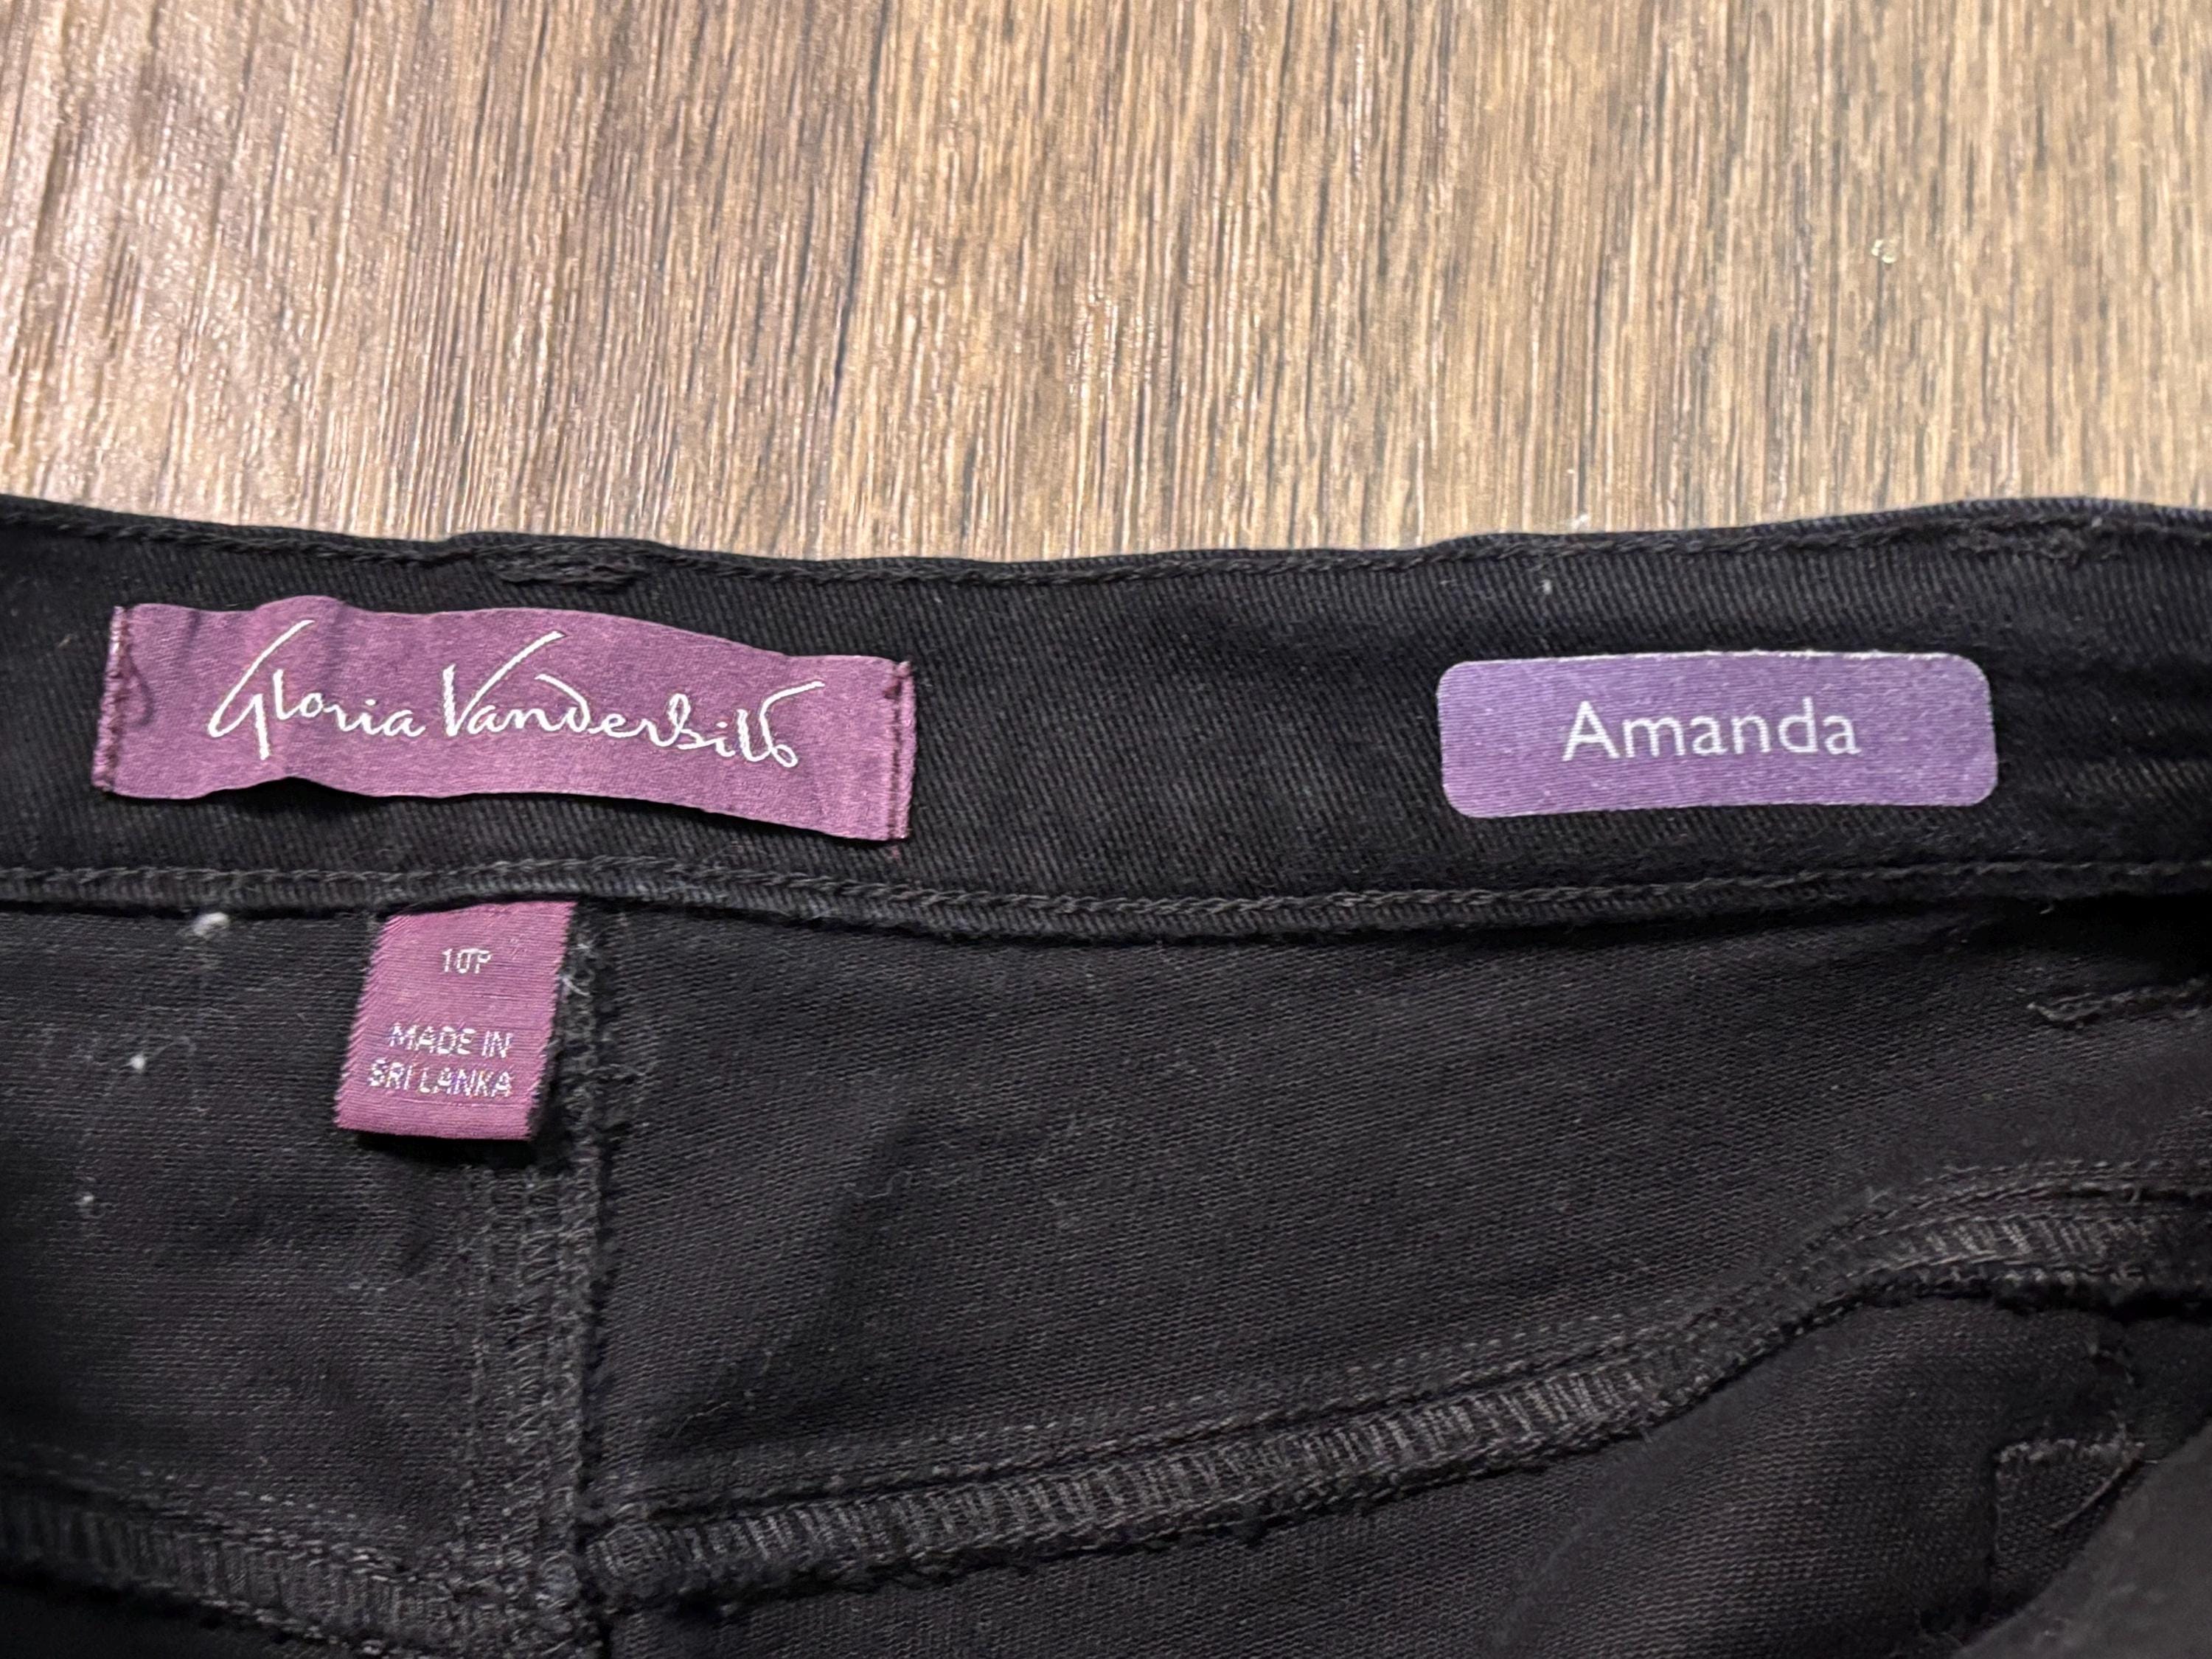 Gloria Vanderbilt
Amanda
10P
MADE IN
SRI LANKA